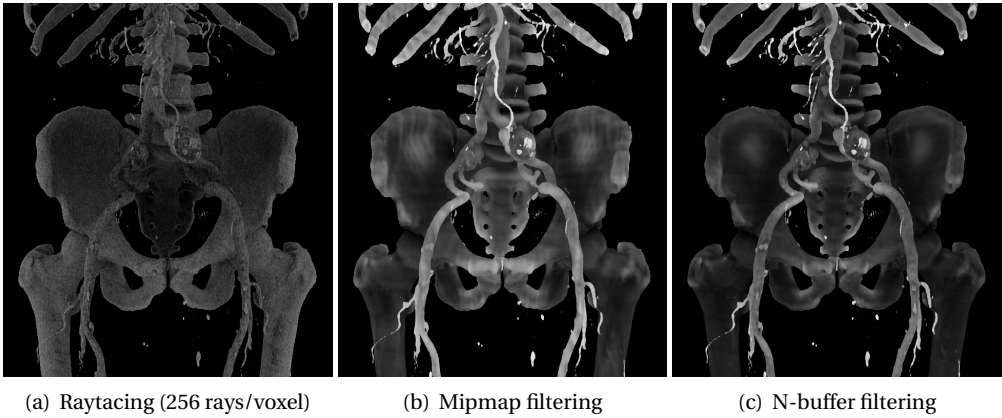 (a) Raytacing (256 rays/voxel)
(b) Mipmap filtering
(c) N-buffer filtering